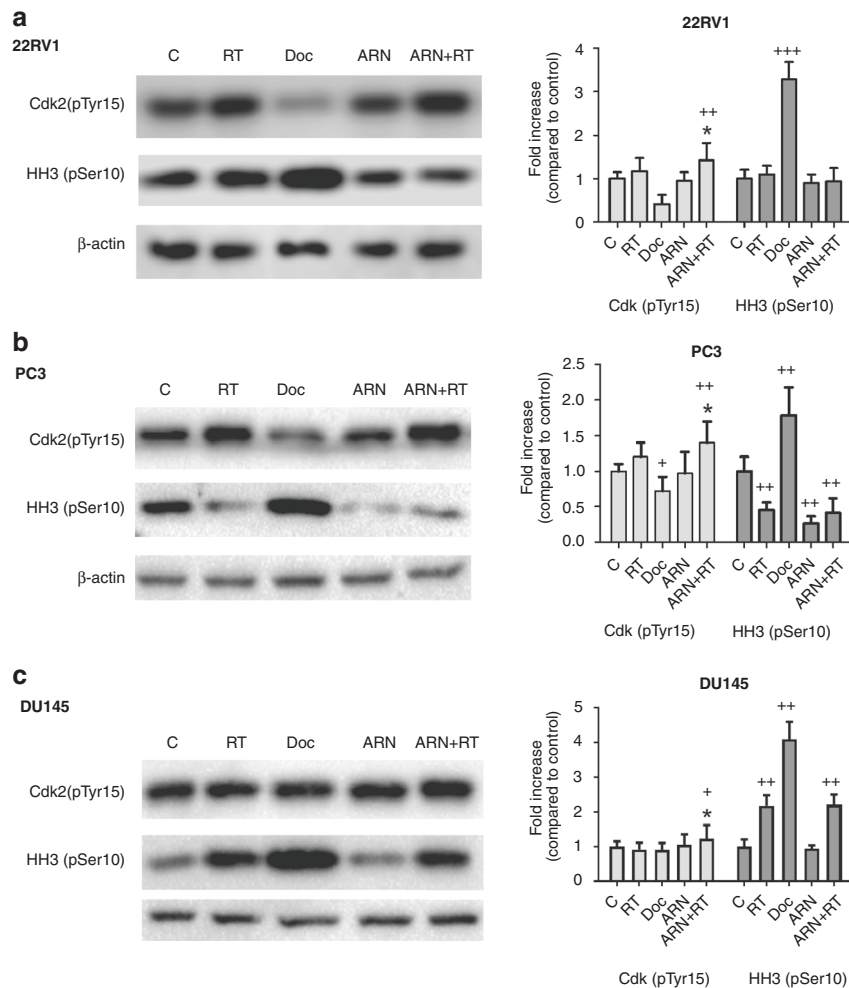 a
22RV1
C RT Doc ARN ARN+RT
Cdk2(pTyr15)
HH3 (pSer10)
β-actin
22RV1
Fold increase
(compared to control)
4
3
2
1
0
++
*
+++
C RT Doc ARN ARN+RT C RT Doc ARN ARN+RT
Cdk (pTyr15) HH3 (pSer10)
b
PC3
C RT Doc ARN ARN+RT
Cdk2(pTyr15)
HH3 (pSer10)
β-actin
PC3
Fold increase
(compared to control)
2.5
2.0
1.5
1.0
0.5
0.0
+
++
*
++
++
++
++
C RT Doc ARN ARN+RT C RT Doc ARN ARN+RT
Cdk (pTyr15) HH3 (pSer10)
c
DU145
C RT Doc ARN ARN+RT
Cdk2(pTyr15)
HH3 (pSer10)
DU145
Fold increase
(compared to control)
5
4
3
2
1
0
+
*
++
++
++
C RT Doc ARN ARN+RT C RT Doc ARN ARN+RT
Cdk (pTyr15) HH3 (pSer10)